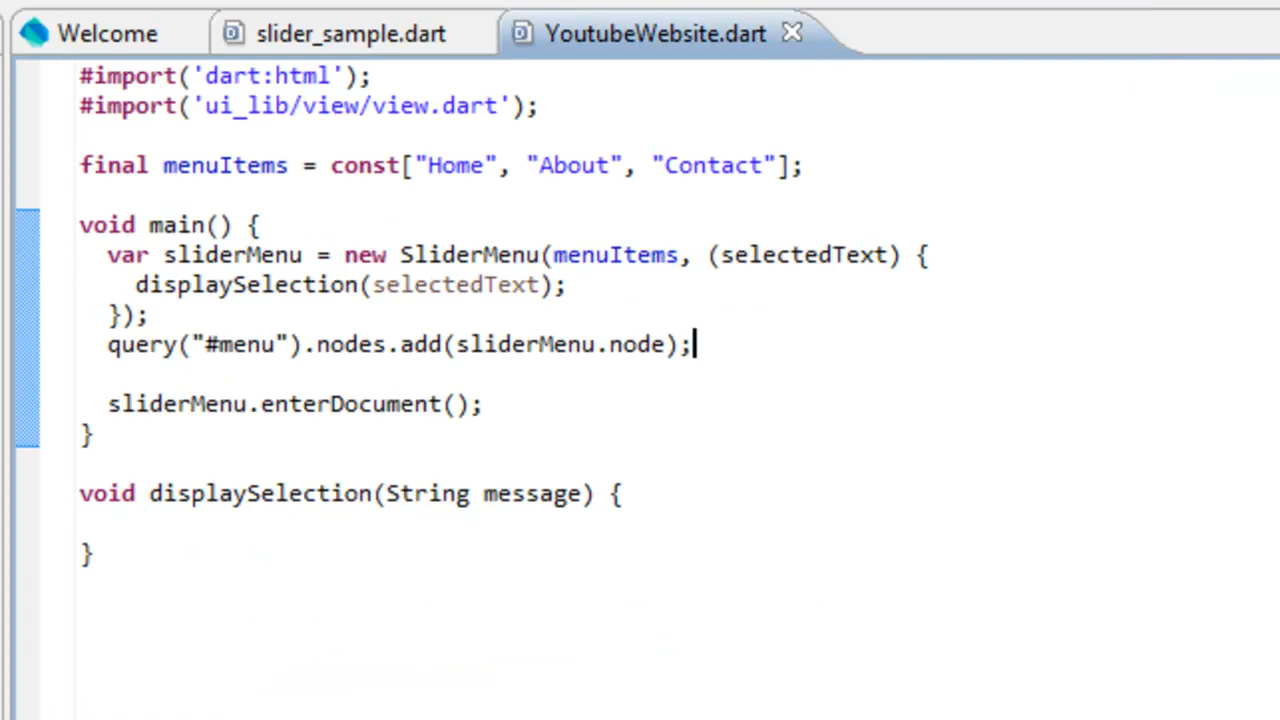 Welcome slider_sample.dart YoutubeWebsite.dart
#import('dart:html');
#import('ui_lib/view/view.dart');
final menuItems = const["Home", "About", "Contact"];
void main() {
  var sliderMenu = new SliderMenu(menuItems, (selectedText) {
    displaySelection(selectedText);
  });
  query("#menu").nodes.add(sliderMenu.node);
  sliderMenu.enterDocument();
}
void displaySelection(String message) {
}